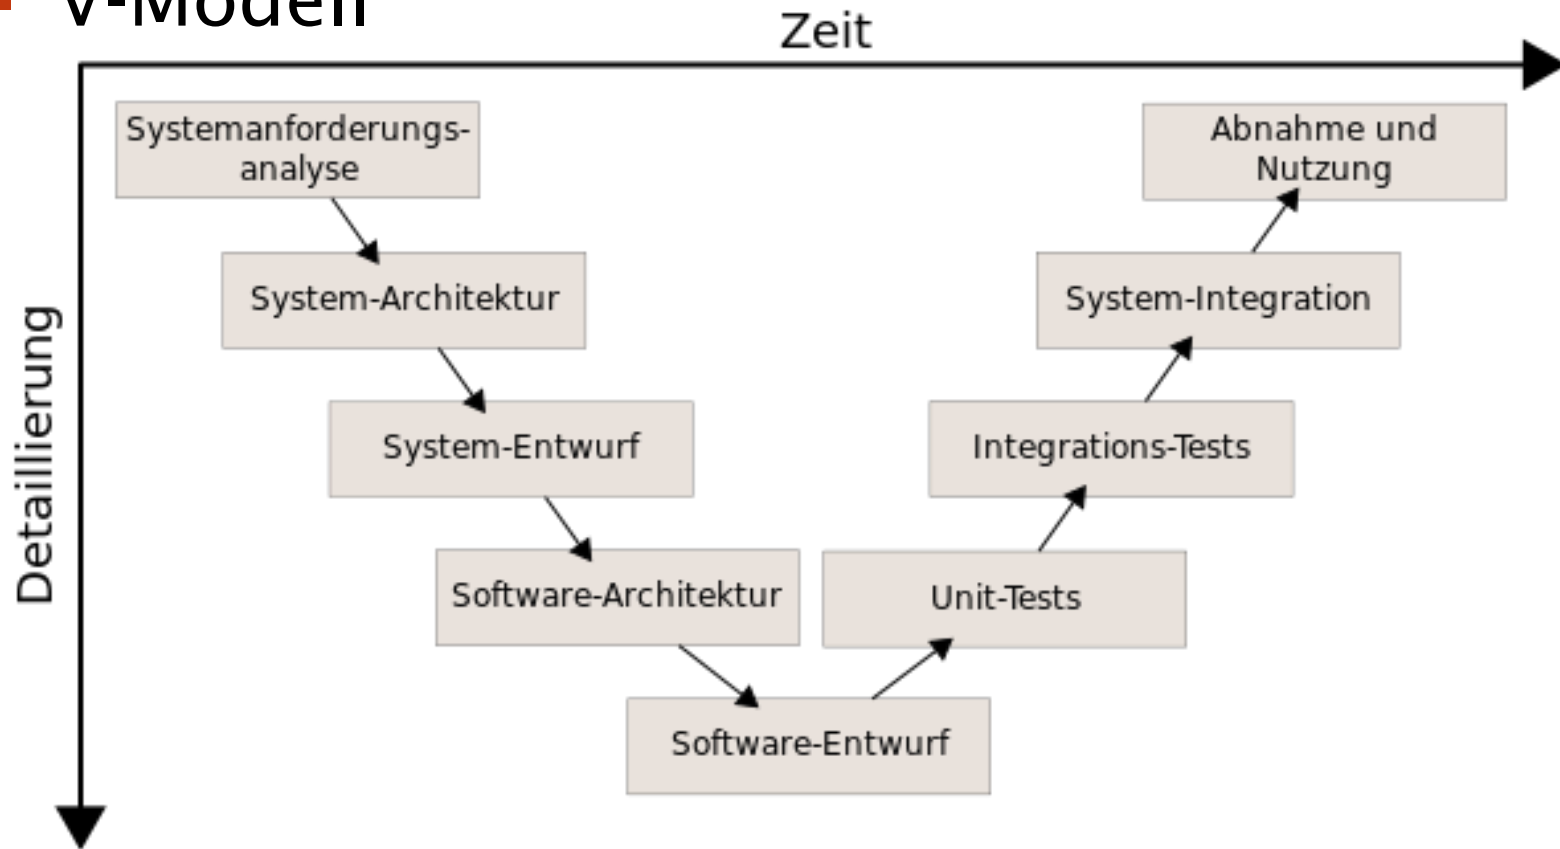 V-Modell
Zeit
Detaillierung
Systemanforderungs-
analyse
Abnahme und
Nutzung
System-Architektur
System-Integration
System-Entwurf
Integrations-Tests
Software-Architektur
Unit-Tests
Software-Entwurf